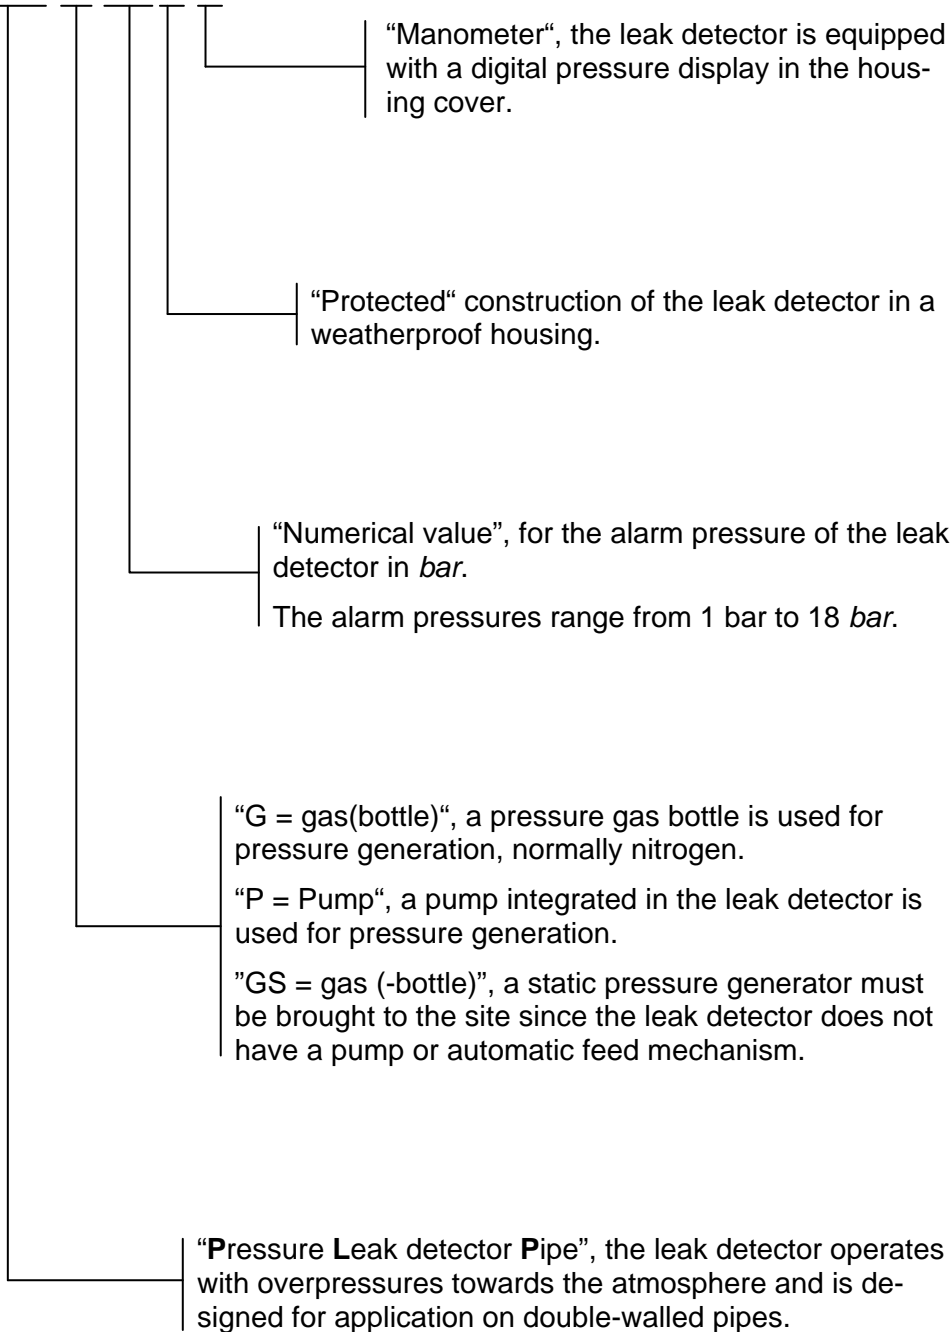 “Manometer“, the leak detector is equipped
with a digital pressure display in the hous-
ing cover.
“Protected“ construction of the leak detector in a
weatherproof housing.
“Numerical value”, for the alarm pressure of the leak
detector in bar.
The alarm pressures range from 1 bar to 18 bar.
“G = gas(bottle)“, a pressure gas bottle is used for
pressure generation, normally nitrogen.
“P = Pump“, a pump integrated in the leak detector is
used for pressure generation.
”GS = gas (-bottle)”, a static pressure generator must
be brought to the site since the leak detector does not
have a pump or automatic feed mechanism.
“Pressure Leak detector Pipe”, the leak detector operates
with overpressures towards the atmosphere and is de-
signed for application on double-walled pipes.